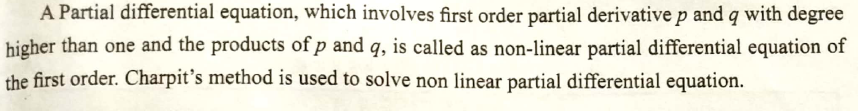 A Partial differential equation, which involves first order partial derivative p and q with degree
higher than one and the products of p and q, is called as non-linear partial differential equation of
the first order. Charpit's method is used to solve non linear partial differential equation.